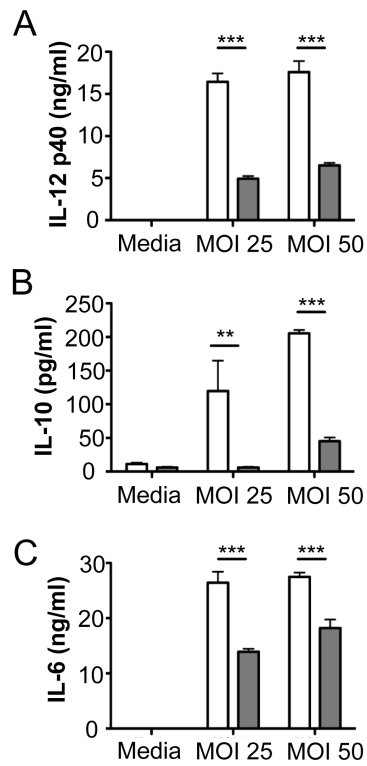 A
IL-12 p40 (ng/ml)
20
15
10
5
0
*** ***
Media MOI 25 MOI 50
B
IL-10 (pg/ml)
250
200
150
100
50
0
** ***
Media MOI 25 MOI 50
C
IL-6 (ng/ml)
30
20
10
0
*** ***
Media MOI 25 MOI 50